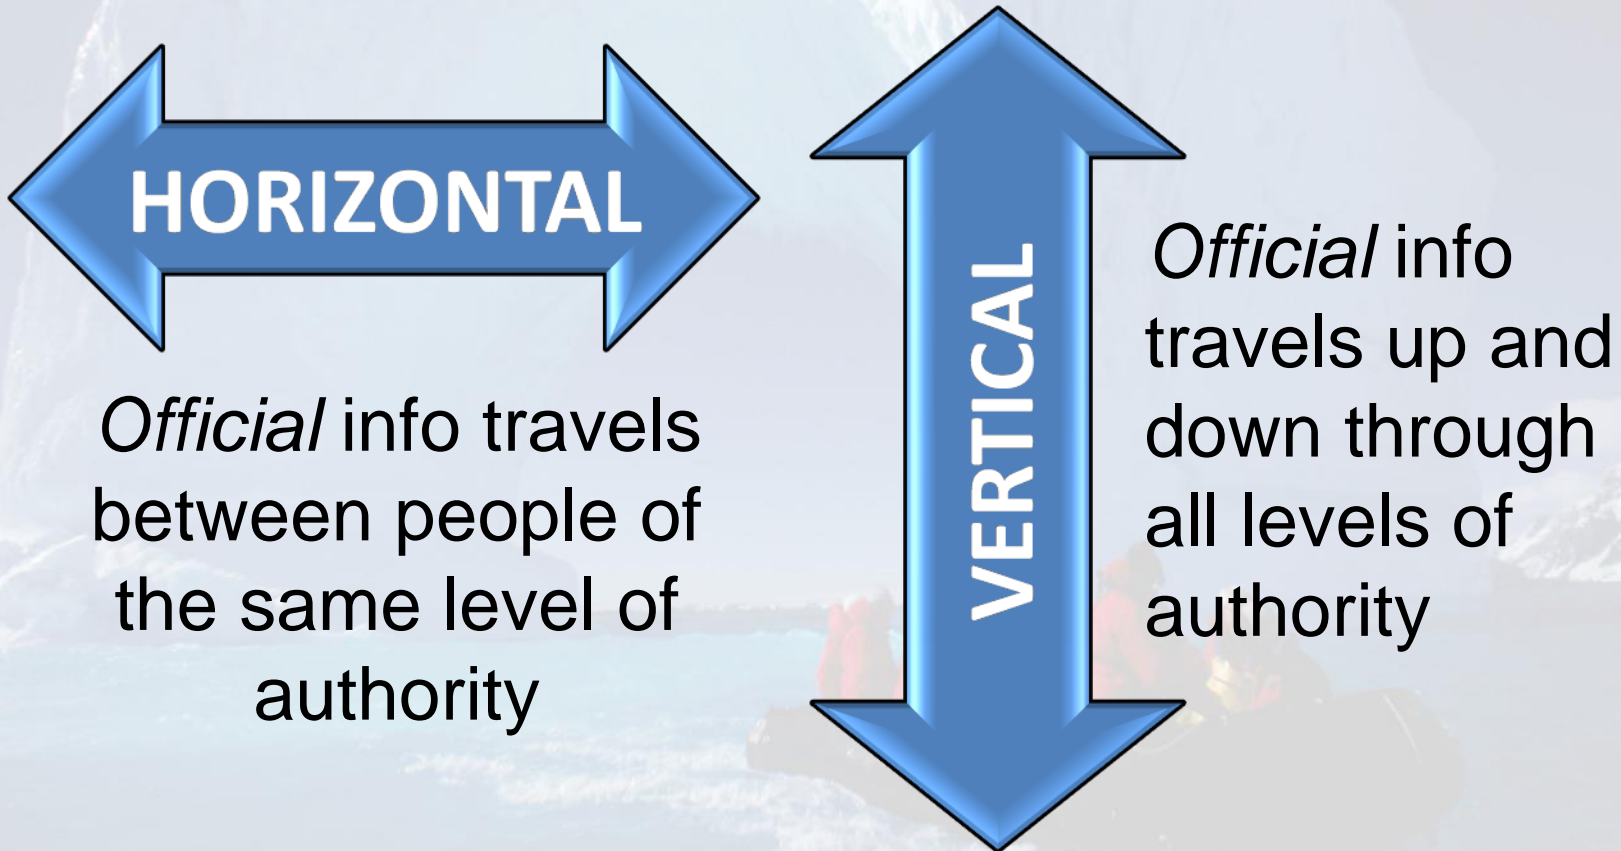 HORIZONTAL
Official info travels
between people of
the same level of
authority
VERTICAL
Official info
travels up and
down through
all levels of
authority